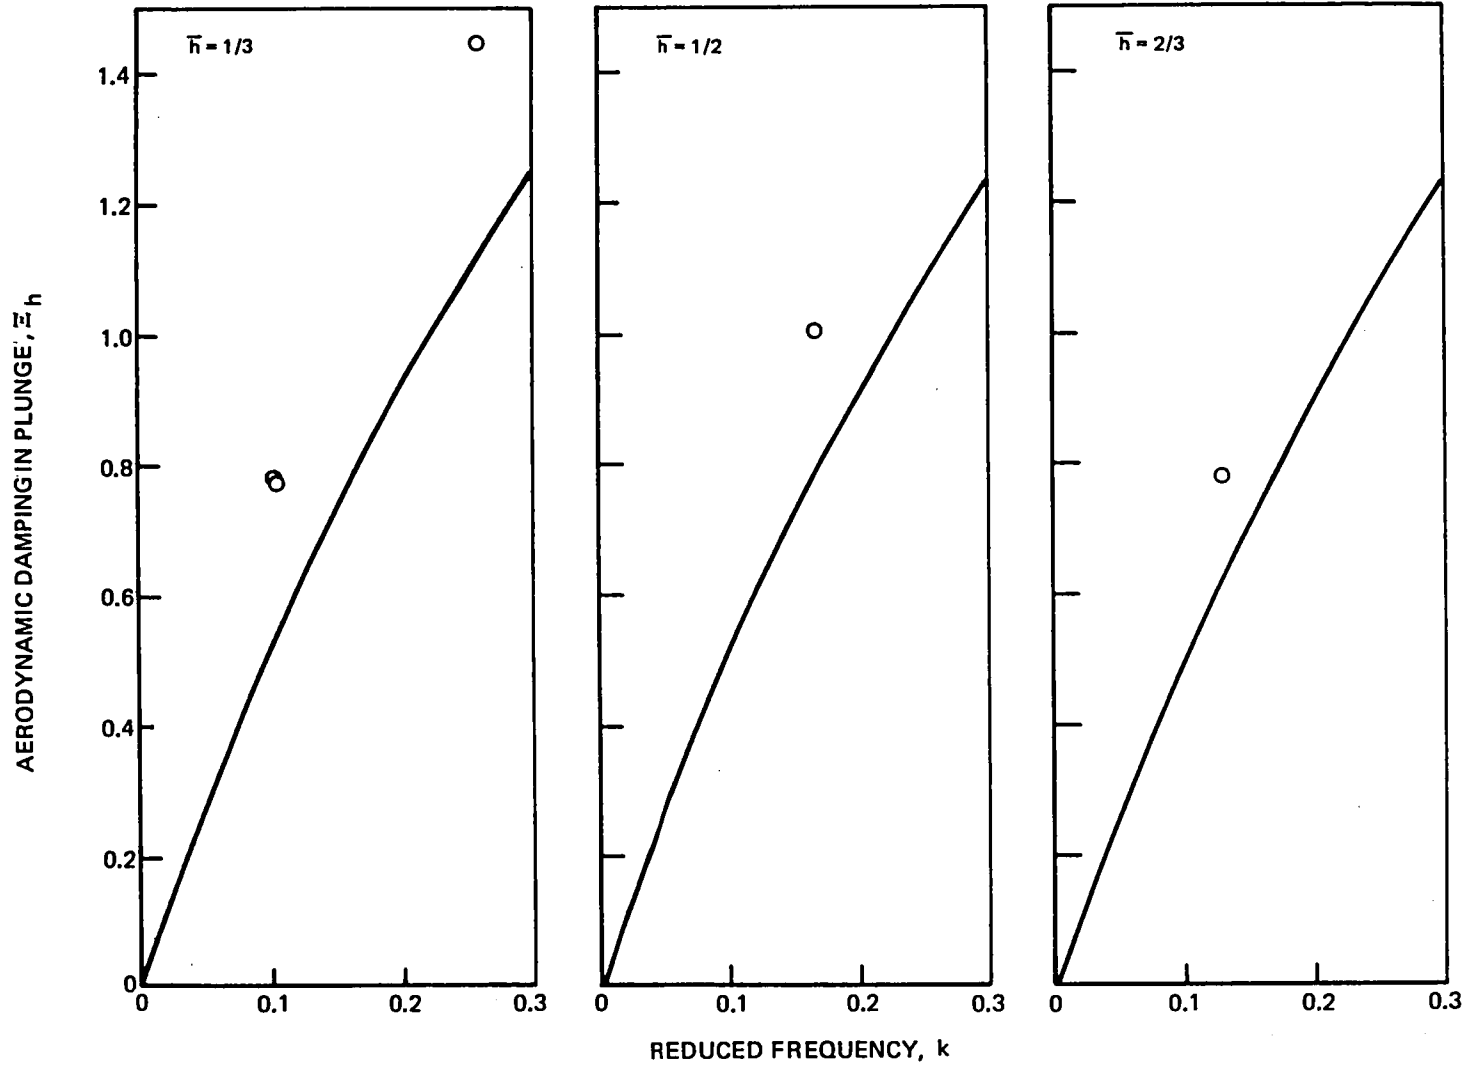 h̅ = 1/3
h̅ = 1/2
h̅ = 2/3
1.4
1.2
1.0
0.8
0.6
0.4
0.2
0
0 0.1 0.2 0.3
0 0.1 0.2 0.3
0 0.1 0.2 0.3
AERODYNAMIC DAMPING IN PLUNGE, Ξh
REDUCED FREQUENCY, k